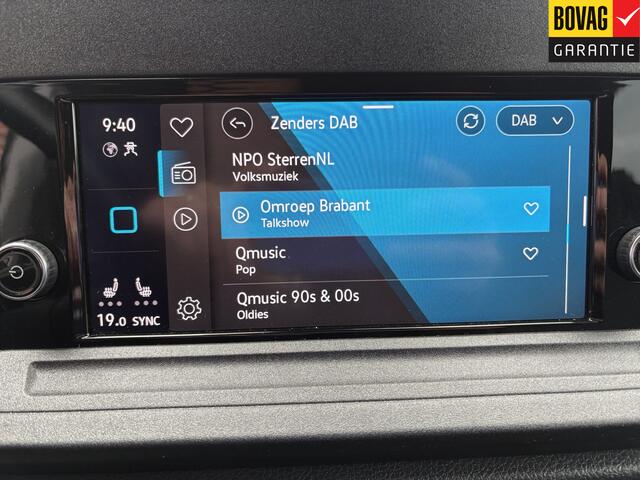 BOVAG
GARANTIE
9:40
Zenders DAB
DAB
NPO SterrenNL
Volksmuziek
Omroep Brabant
Talkshow
Qmusic
Pop
Qmusic 90s & 00s
Oldies
19.0 SYNC